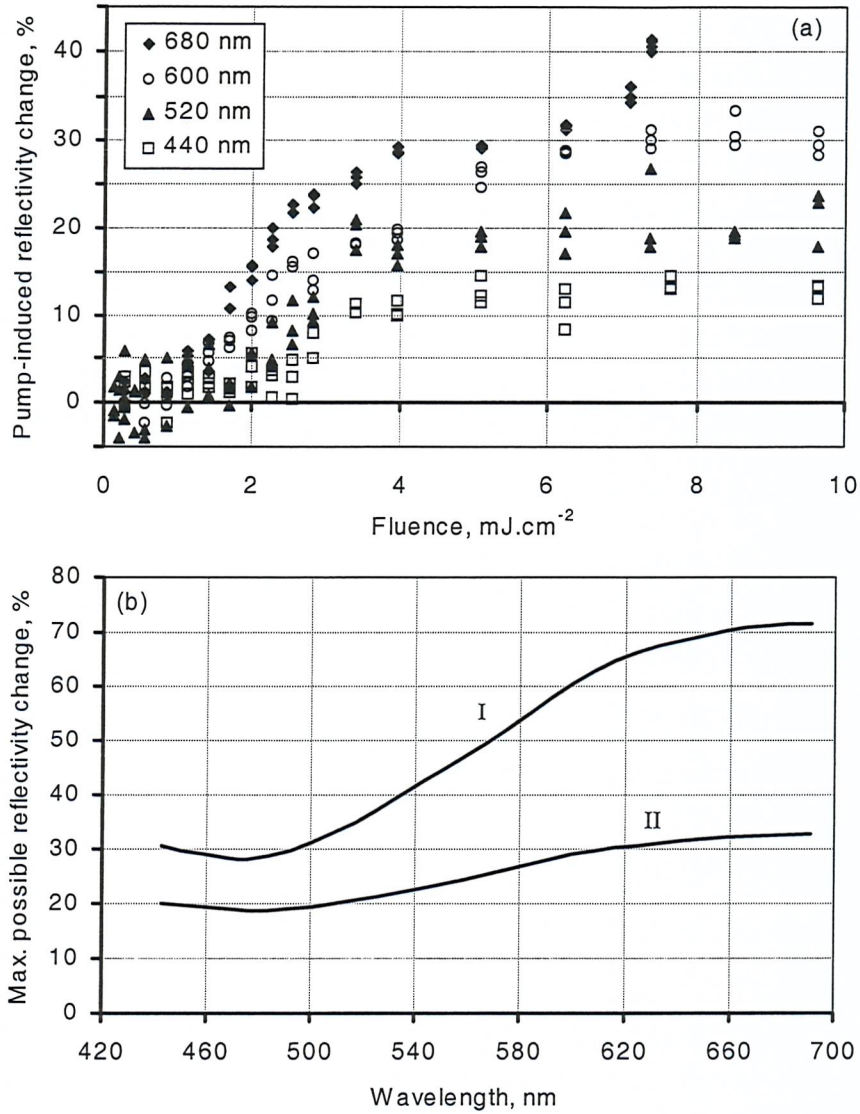 (a)
680 nm
600 nm
520 nm
440 nm
Pump-induced reflectivity change, %
40
30
20
10
0
0 2 4 6 8 10
Fluence, mJ.cm-2
(b)
I
II
Max. possible reflectivity change, %
80
70
60
50
40
30
20
10
0
420 460 500 540 580 620 660 700
Wavelength, nm